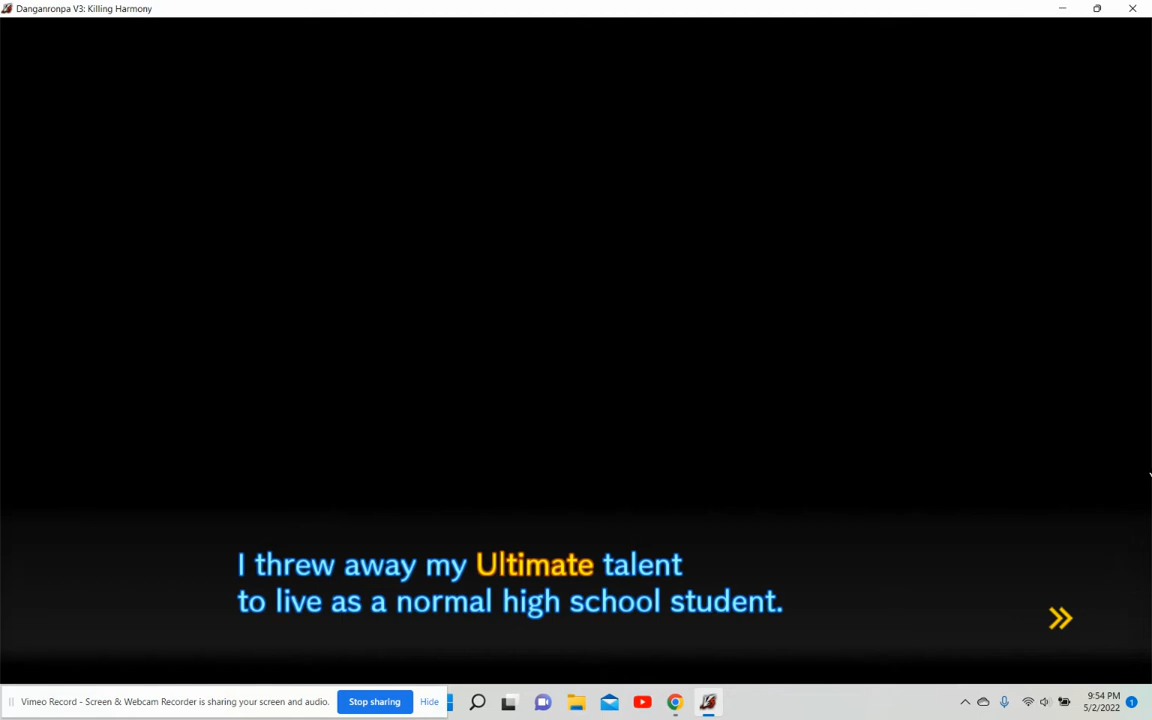 Danganronpa V3: Killing Harmony
I threw away my Ultimate talent
to live as a normal high school student.
Vimeo Record - Screen & Webcam Recorder is sharing your screen and audio.
Stop sharing
Hide
9:54 PM
5/2/2022
1